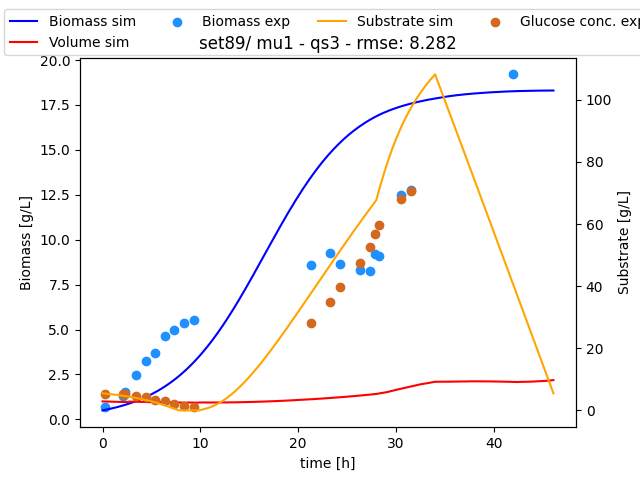 Biomass sim
Biomass exp
Substrate sim
Glucose conc. exp
Volume sim
set89/ mu1 - qs3 - rmse: 8.282
20.0
17.5
15.0
12.5
10.0
7.5
5.0
2.5
0.0
Biomass [g/L]
100
80
60
40
20
0
Substrate [g/L]
0
10
20
30
40
time [h]